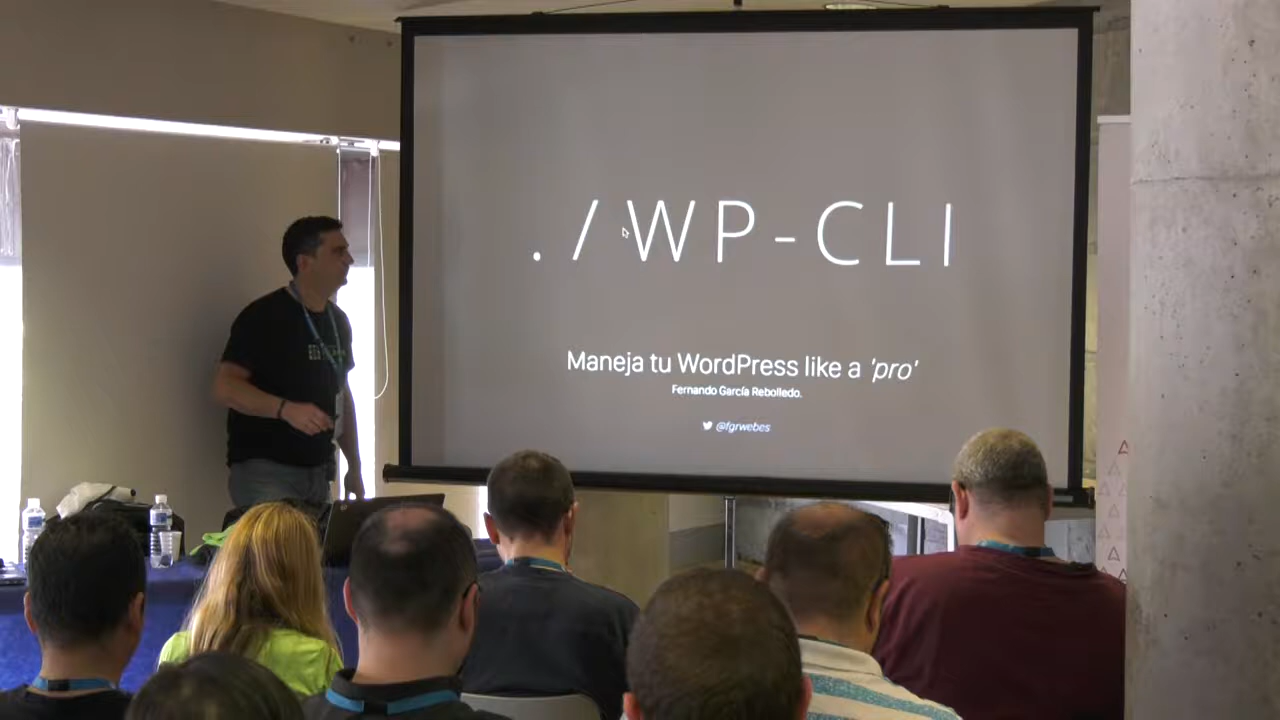 ./WP-CLI
Maneja tu WordPress like a 'pro'
Fernando García Rebolledo.
@fgrwebes